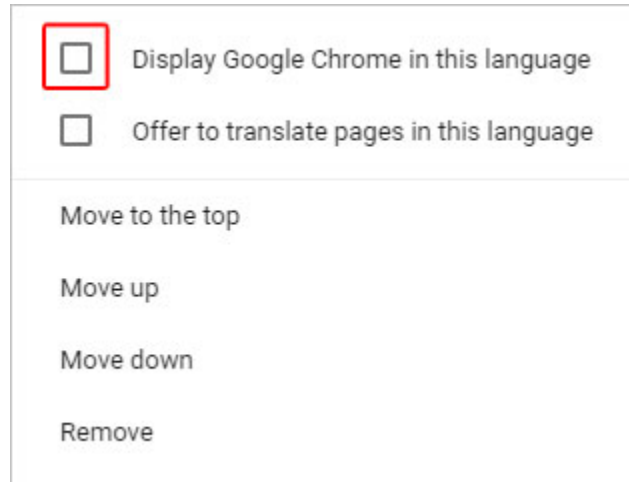 Display Google Chrome in this language
Offer to translate pages in this language
Move to the top
Move up
Move down
Remove